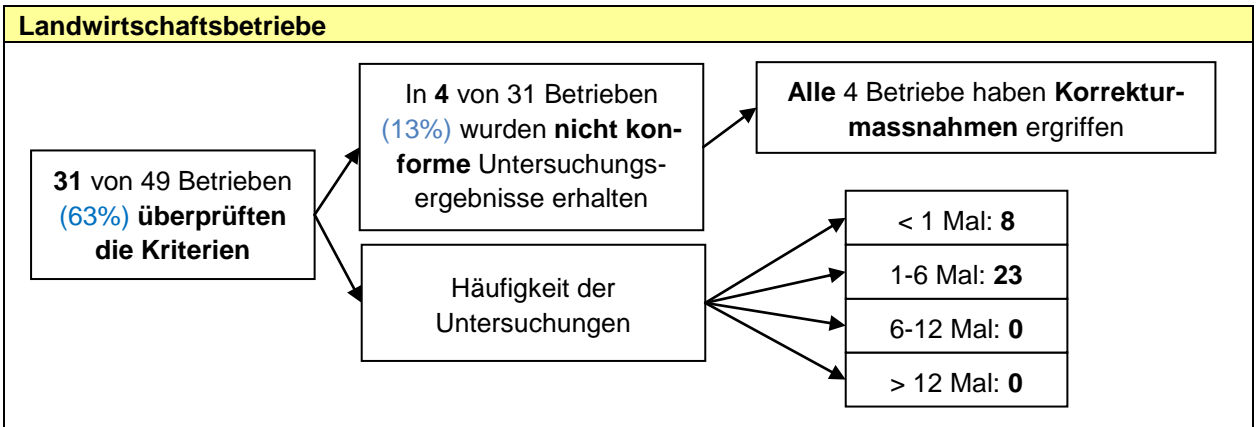 Landwirtschaftsbetriebe
31 von 49 Betrieben
(63%) überprüften
die Kriterien
In 4 von 31 Betrieben
(13%) wurden nicht kon-
forme Untersuchungs-
ergebnisse erhalten
Alle 4 Betriebe haben Korrektur-
massnahmen ergriffen
Häufigkeit der
Untersuchungen
< 1 Mal: 8
1-6 Mal: 23
6-12 Mal: 0
> 12 Mal: 0